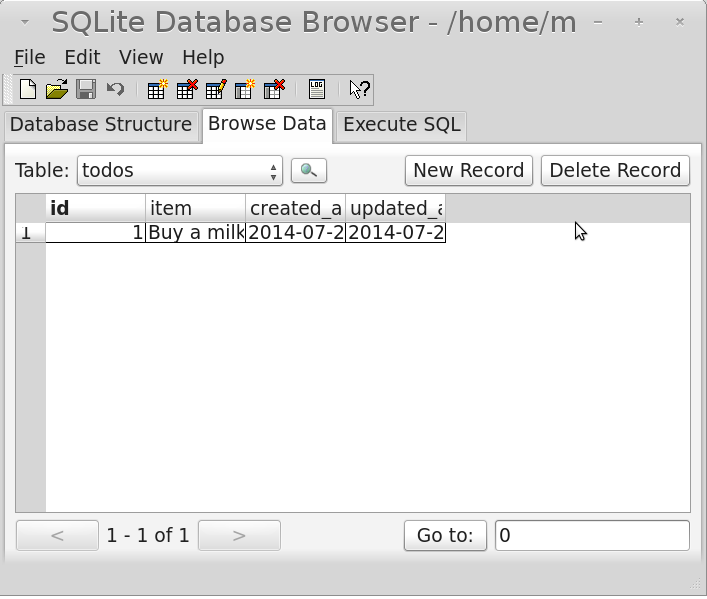 SQLite Database Browser - /home/m
File Edit View Help
Database Structure Browse Data Execute SQL
Table: todos New Record Delete Record
id item created_a updated_a
1 1 Buy a milk 2014-07-2 2014-07-2
< 1 - 1 of 1 > Go to: 0